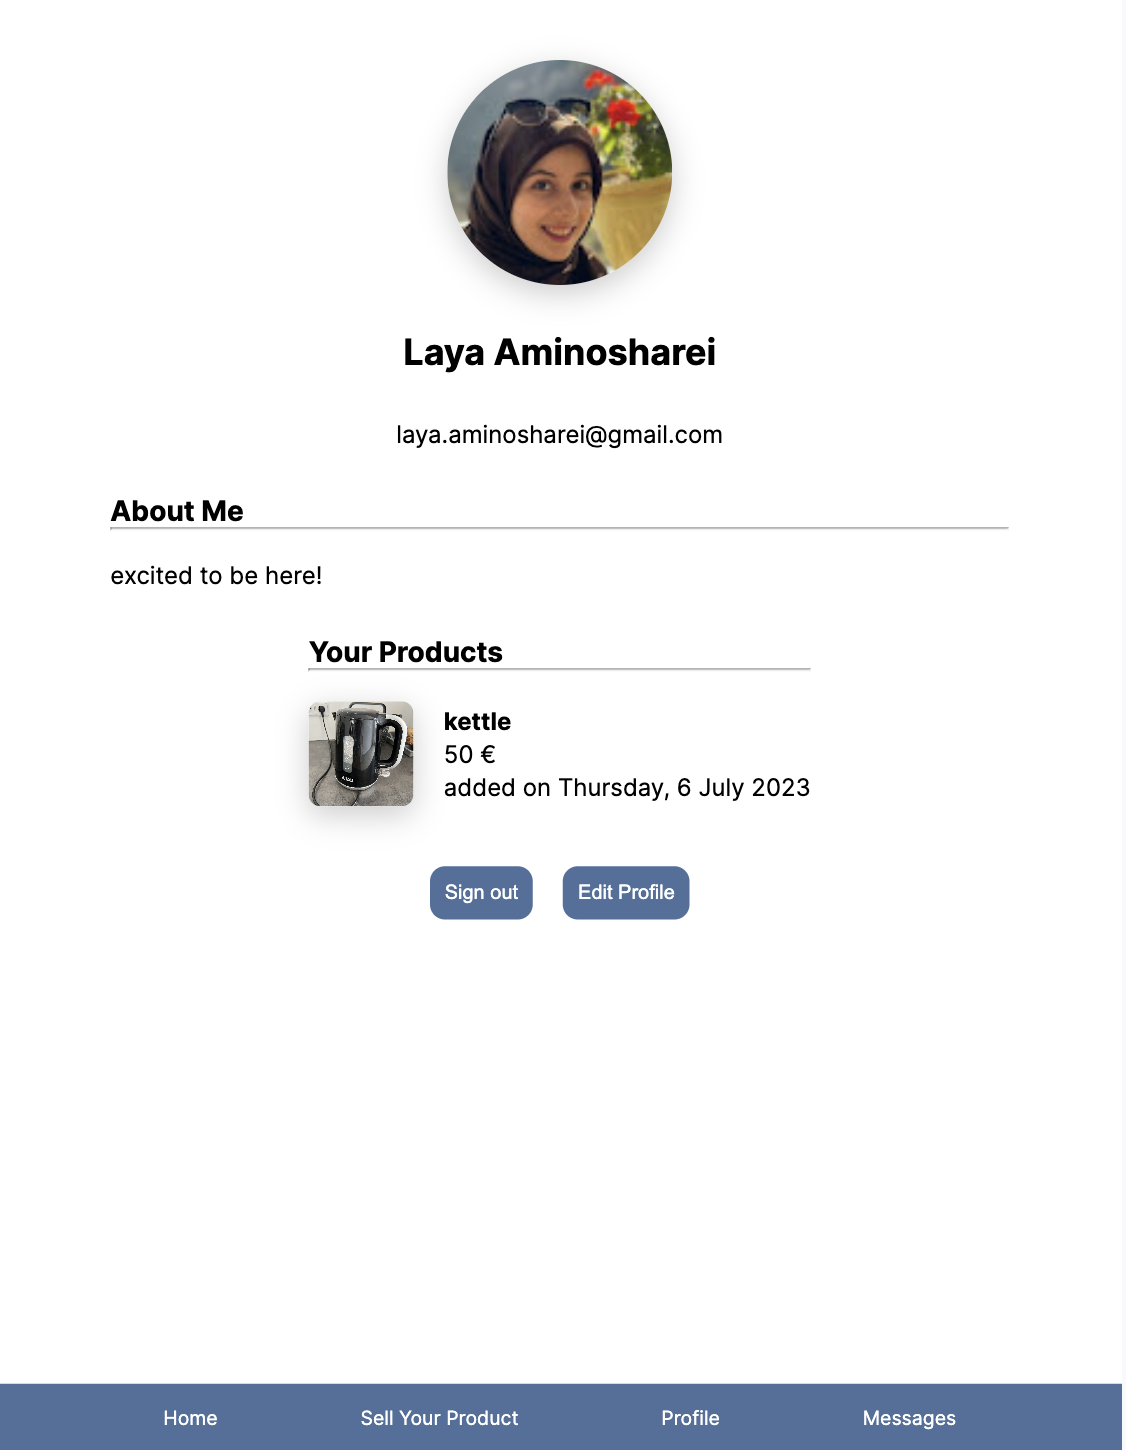 Laya Aminosharei
laya.aminosharei@gmail.com
About Me
excited to be here!
Your Products
kettle
50 €
added on Thursday, 6 July 2023
Sign out
Edit Profile
Home
Sell Your Product
Profile
Messages